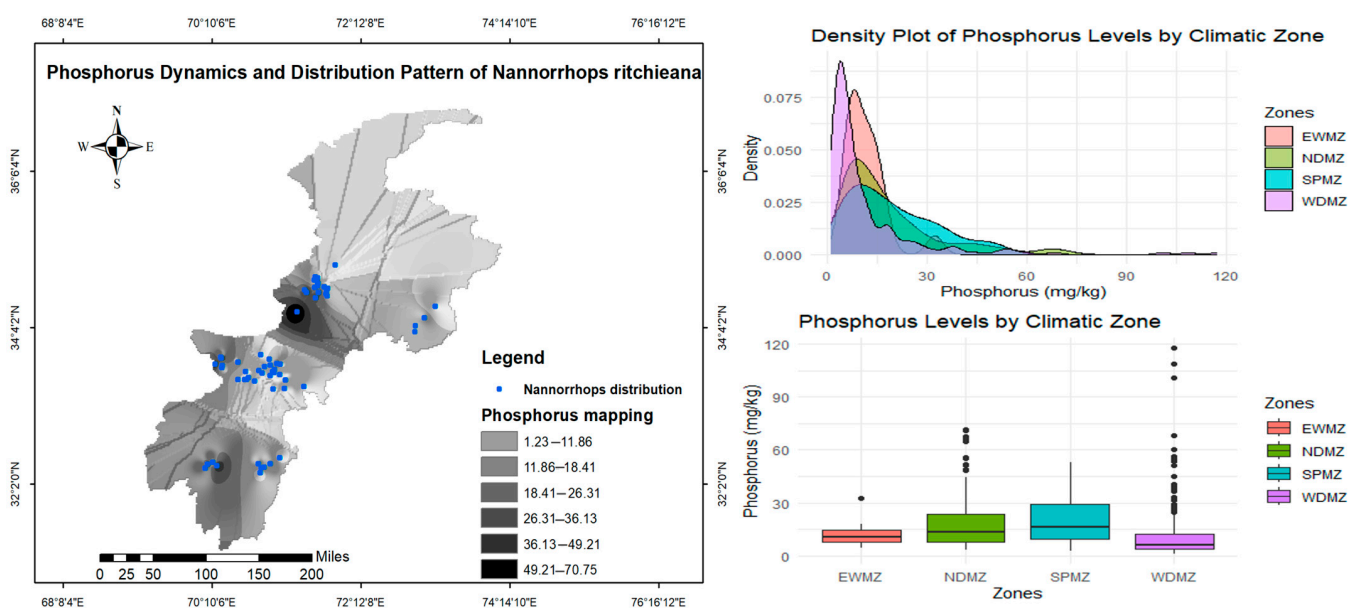 68°8'4"E 70°10'6"E 72°12'8"E 74°14'10"E 76°16'12"E
Phosphorus Dynamics and Distribution Pattern of Nannorrhops ritchieana
N
W E
S
36°6'4"N 36°6'4"N
34°4'2"N 34°4'2"N
32°2'0"N 32°2'0"N
Legend
Nannorrhops distribution
Phosphorus mapping
1.23—11.86
11.86—18.41
18.41—26.31
26.31—36.13
36.13—49.21
49.21—70.75
Miles
0 25 50 100 150 200
68°8'4"E 70°10'6"E 72°12'8"E 74°14'10"E 76°16'12"E
Density Plot of Phosphorus Levels by Climatic Zone
Density
0.075
0.050
0.025
0.000
0 30 60 90 120
Phosphorus (mg/kg)
Zones
EWMZ
NDMZ
SPMZ
WDMZ
Phosphorus Levels by Climatic Zone
Phosphorus (mg/kg)
120
90
60
30
0
EWMZ NDMZ SPMZ WDMZ
Zones
Zones
EWMZ
NDMZ
SPMZ
WDMZ